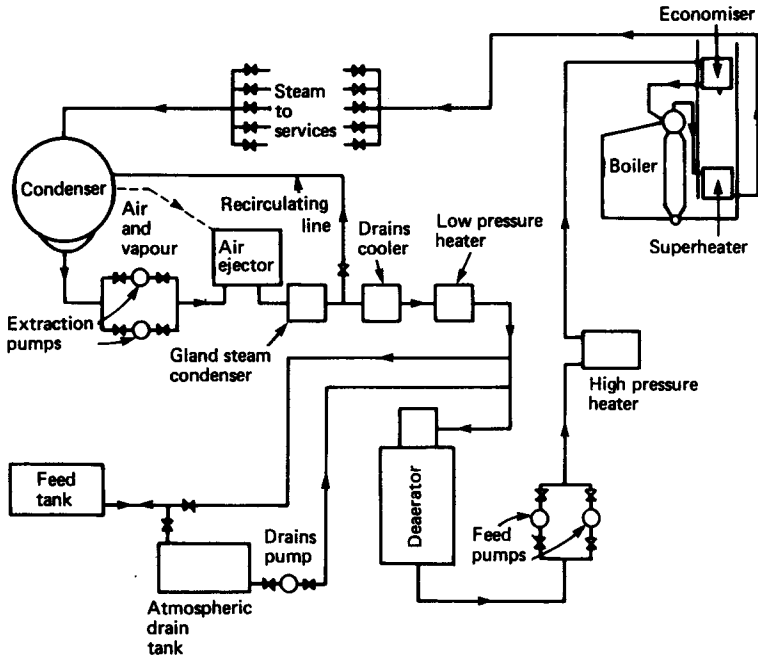 Economiser
Steam
to
services
Boiler
Superheater
Condenser
Recirculating
line
Air
and
vapour
Air
ejector
Drains
cooler
Low pressure
heater
Extraction
pumps
Gland steam
condenser
High pressure
heater
Feed
tank
Deaerator
Feed
pumps
Drains
pump
Atmospheric
drain
tank